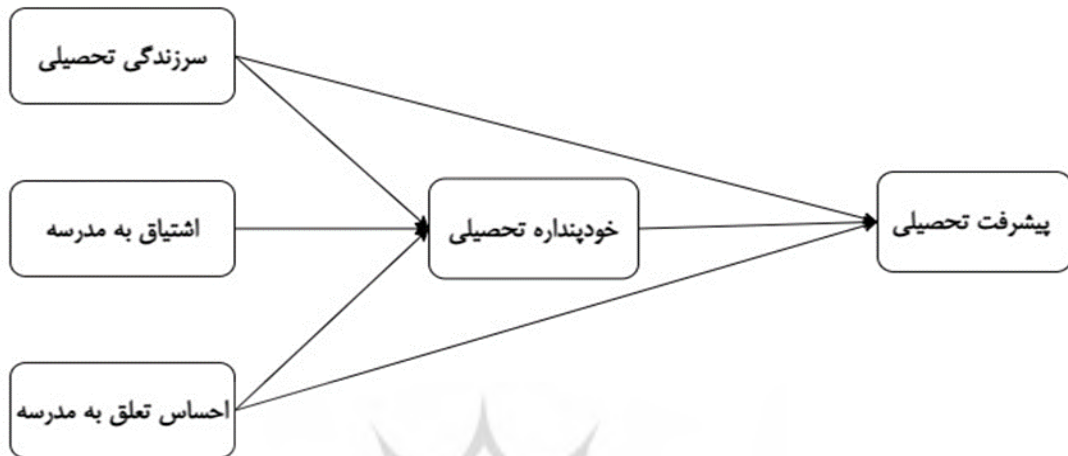 سرزندگی تحصیلی
اشتیاق به مدرسه
خودپنداره تحصیلی
پیشرفت تحصیلی
احساس تعلق به مدرسه